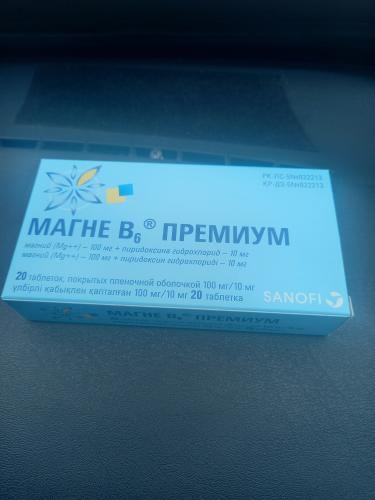 РК-ЛС-5№022213
КР-ДЗ-5№022213
МАГНЕ B6® ПРЕМИУМ
магний (Mg++) – 100 мг + пиридоксина гидрохлорид – 10 мг
магний (Mg++) – 100 мг + пиридоксин гидрохлориді – 10 мг
20 таблеток, покрытых пленочной оболочкой 100 мг/10 мг
үлбірлі қабықпен қапталған 100 мг/10 мг 20 таблетка
SANOFI
МАГНЕ B6® ПРЕМИУМ